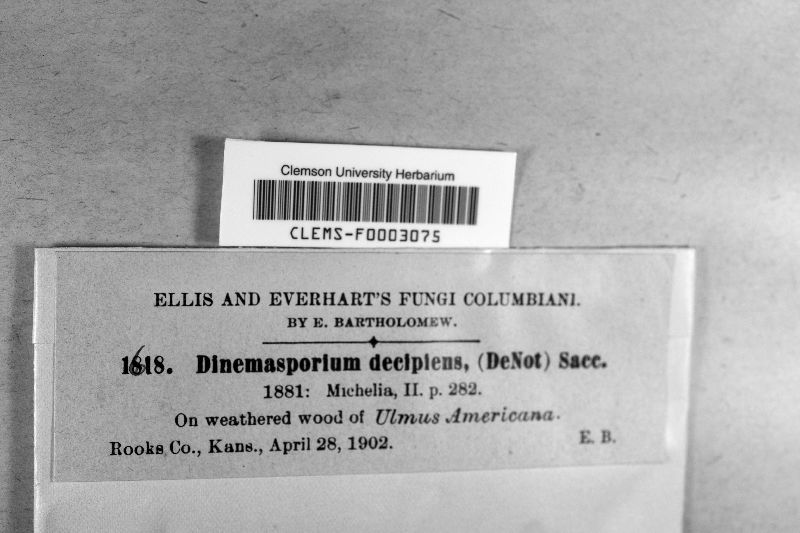 Clemson University Herbarium
CLEMS-F0003075
ELLIS AND EVERHART'S FUNGI COLUMBIANI.
BY E. BARTHOLOMEW.
1618. Dinemasporium decipiens, (DeNot) Sacc.
1881: Michelia, II. p. 282.
On weathered wood of Ulmus Americana.
Rooks Co., Kans., April 28, 1902. E. B.